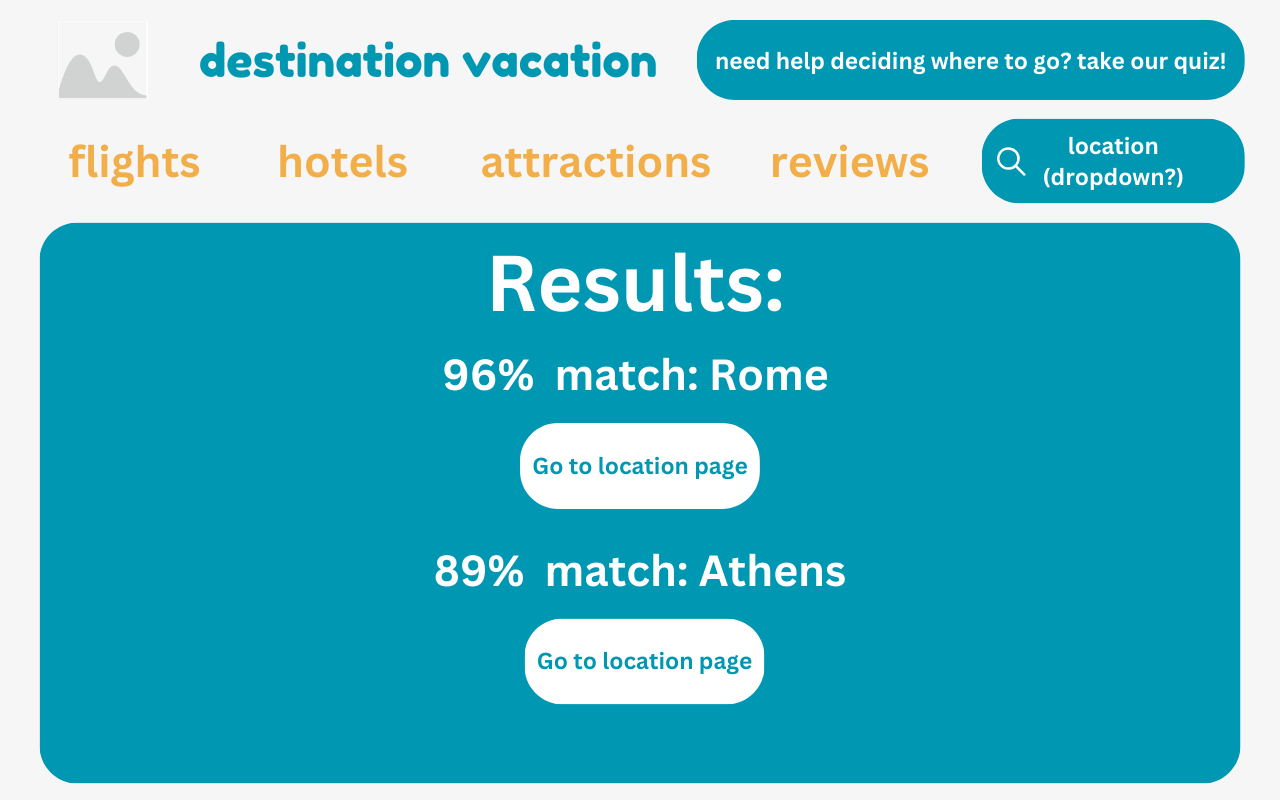 destination vacation
need help deciding where to go? take our quiz!
flights
hotels
attractions
reviews
location
(dropdown?)
Results:
96% match: Rome
Go to location page
89% match: Athens
Go to location page